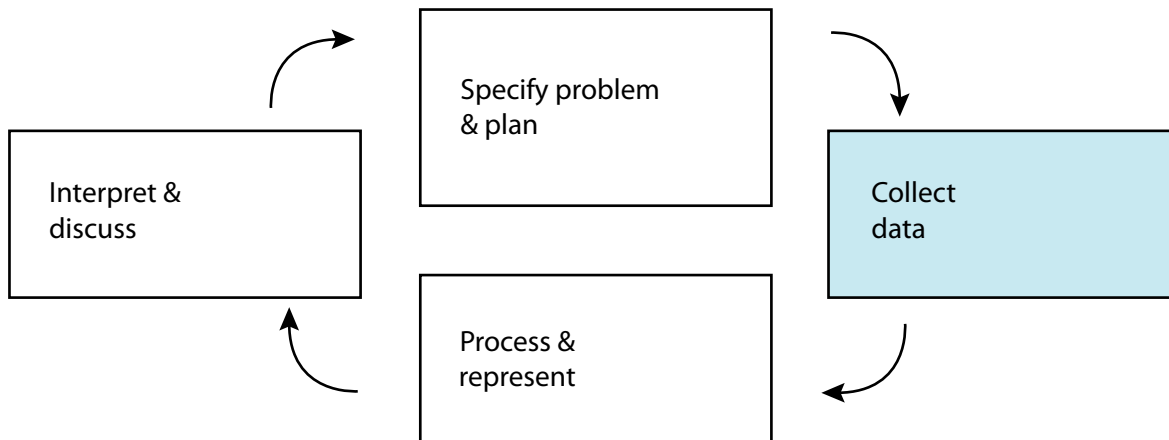 Specify problem
& plan
Collect
data
Process &
represent
Interpret &
discuss